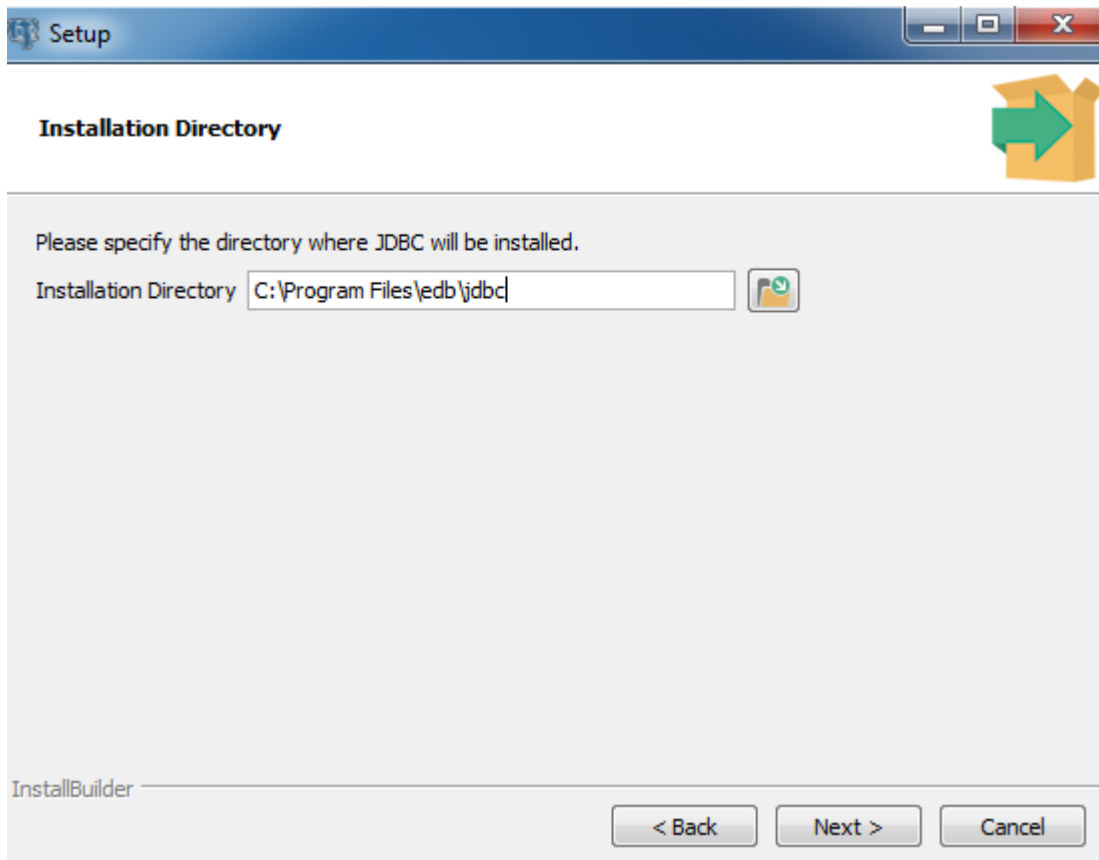 Setup
Installation Directory
Please specify the directory where JDBC will be installed.
Installation Directory C:\Program Files\edb\jdbc
InstallBuilder
< Back Next > Cancel